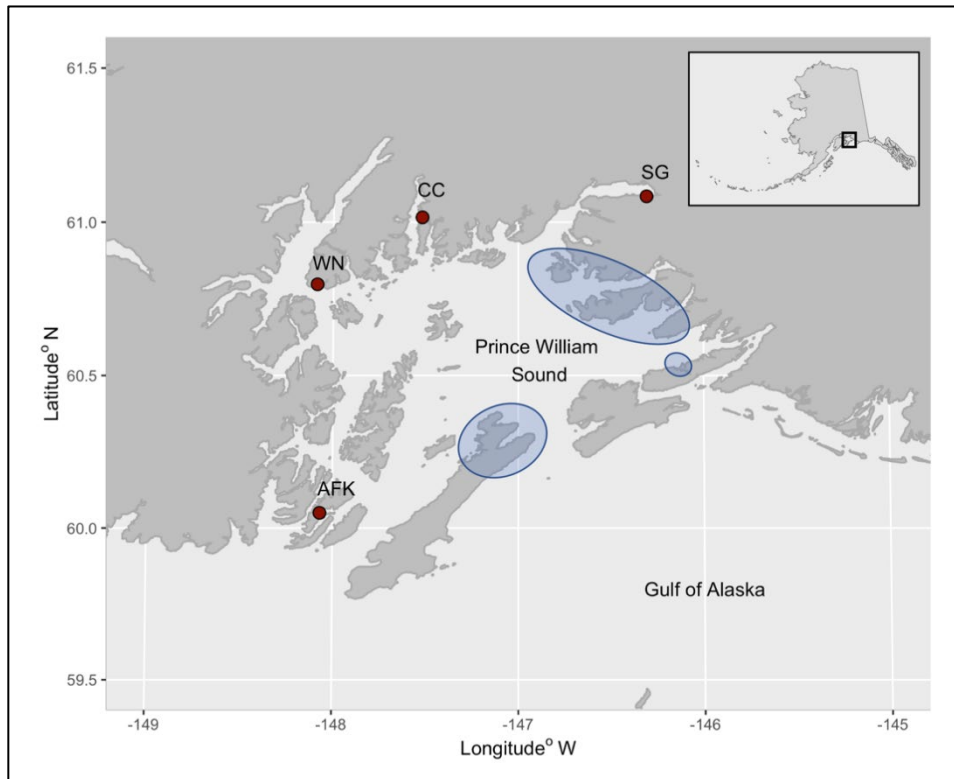 61.5
SG
CC
61.0
WN
Latitude° N
Prince William
Sound
60.5
AFK
60.0
Gulf of Alaska
59.5
-149
-148
-147
-146
-145
Longitude° W